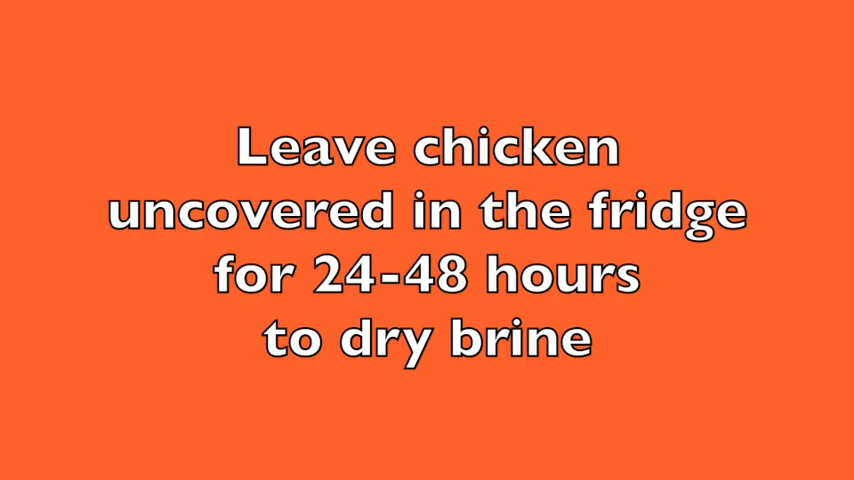 Leave chicken
uncovered in the fridge
for 24-48 hours
to dry brine